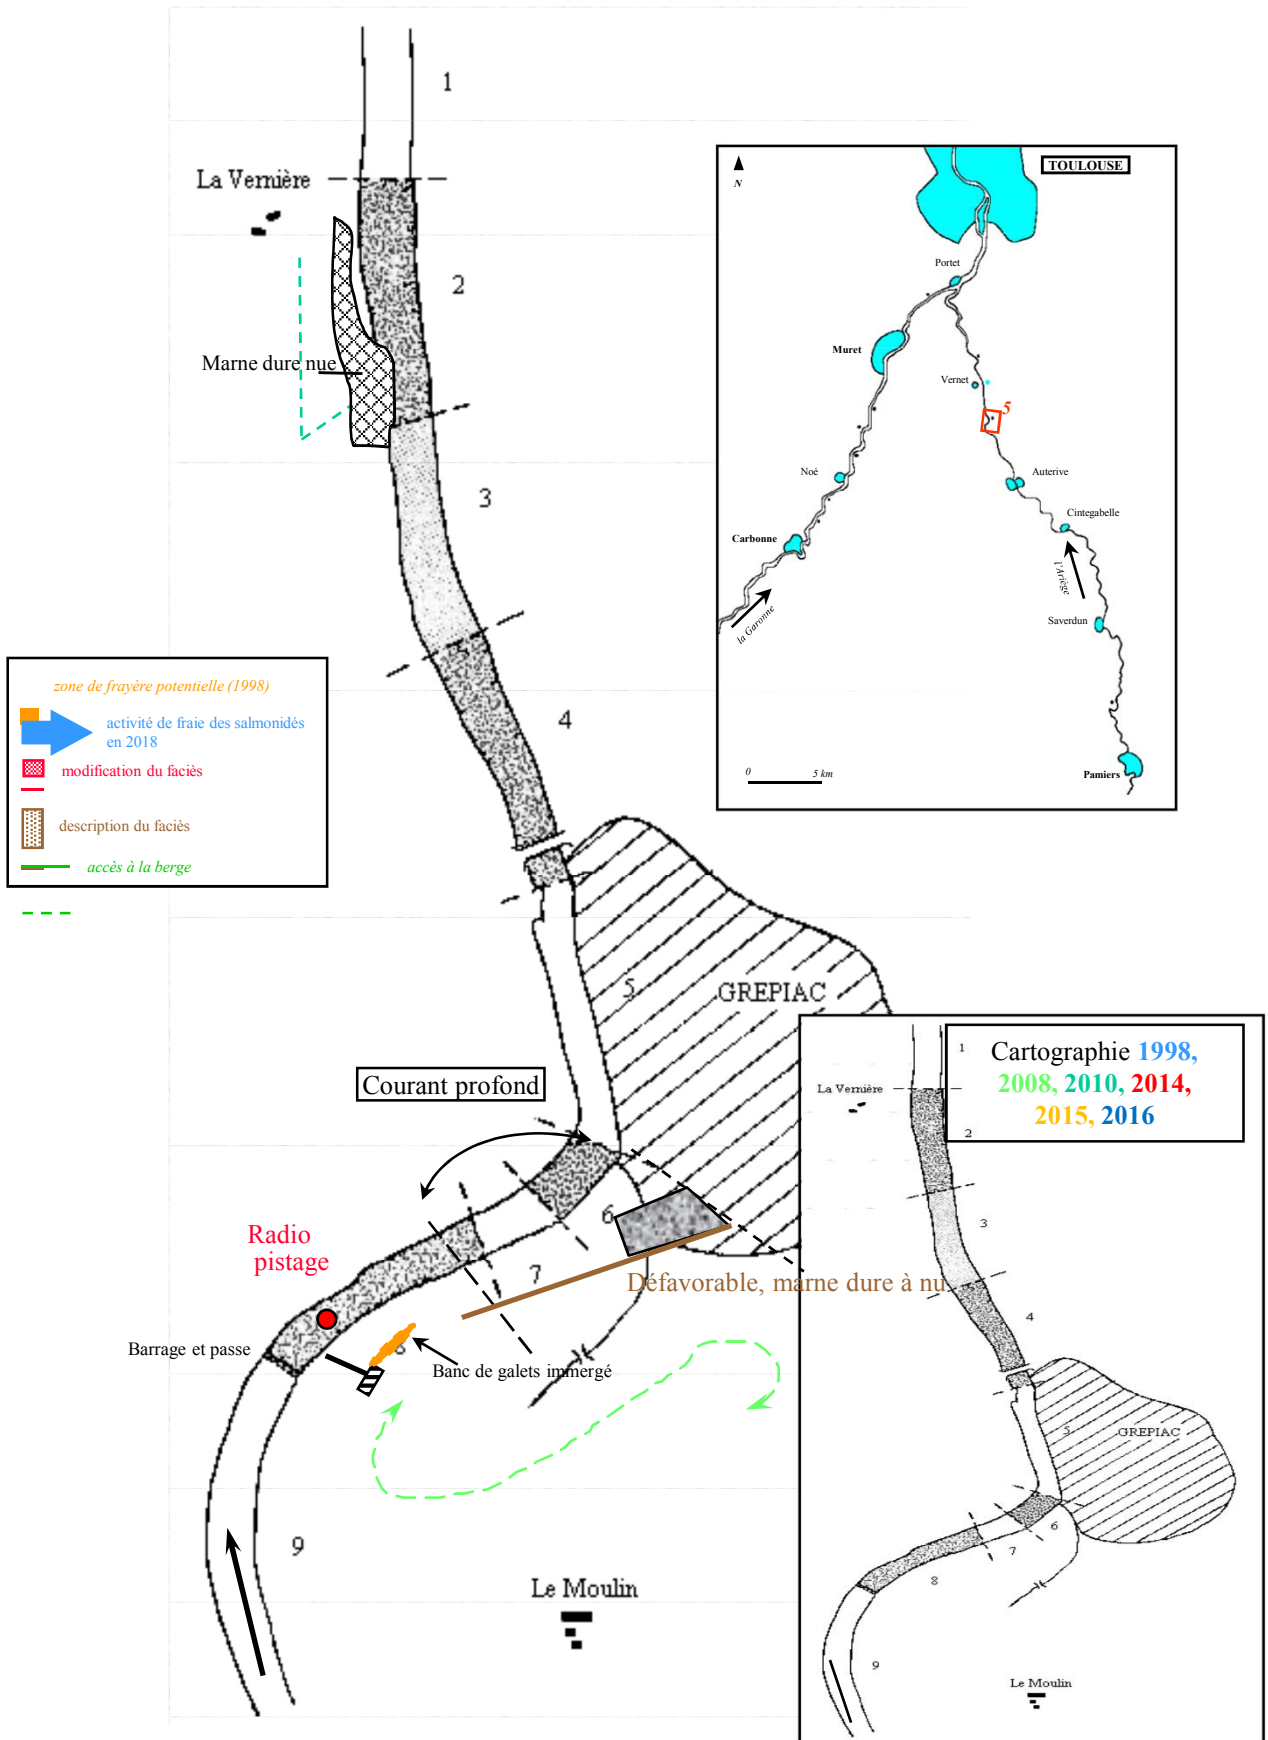 1
La Vernière
2
Marne dure nue
3
4
TOULOUSE
N
Portet
Muret
Vernet
5
Noé
Auterive
Cintegabelle
Carbonne
l'Ariège
la Garonne
Saverdun
0 5 km
Pamiers
zone de frayère potentielle (1998)
activité de fraie des salmonidés
en 2018
modification du faciès
description du faciès
accès à la berge
5
GREPIAC
Courant profond
6
Radio
pistage
7
Défavorable, marne dure à nu
Barrage et passe
8
Banc de galets immergé
9
Le Moulin
Cartographie 1998,
2008, 2010, 2014,
2015, 2016
1
La Vernière
2
3
4
5
GREPIAC
6
7
8
9
Le Moulin